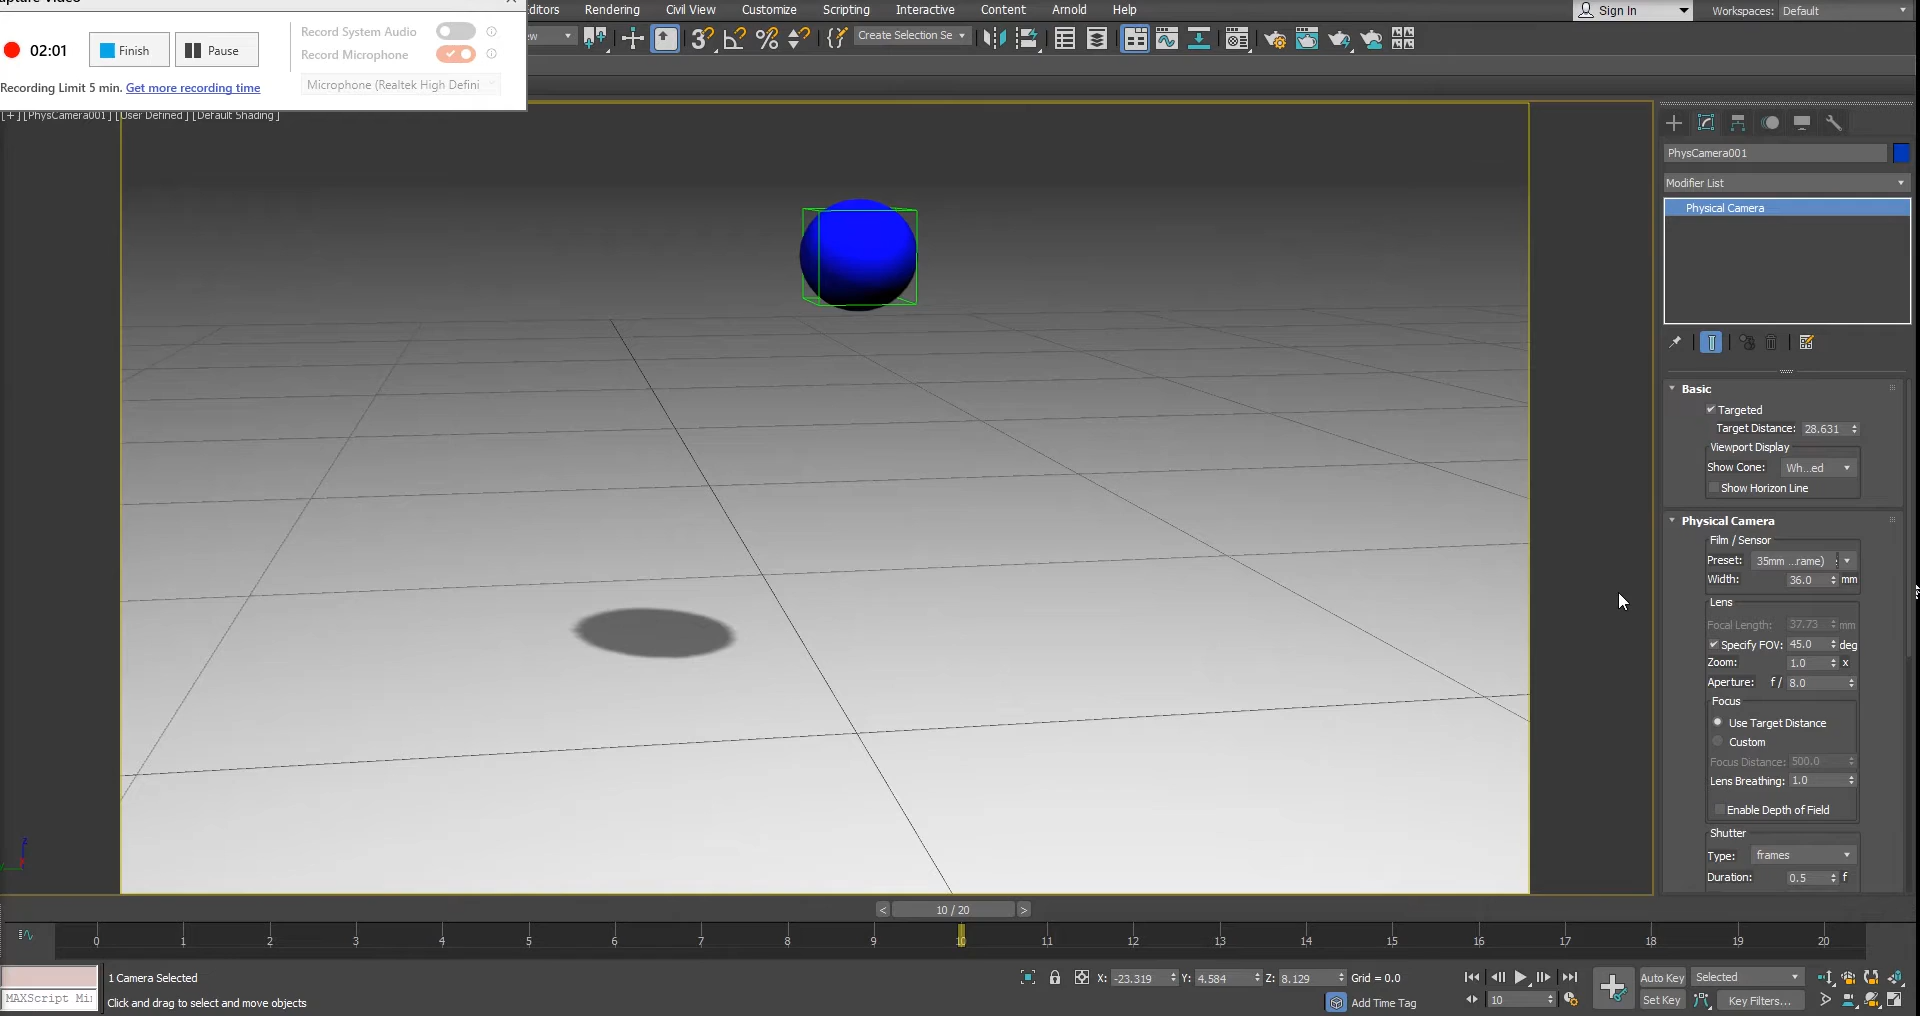 apture Video
02:01
Finish
Pause
Record System Audio
Record Microphone
Microphone (Realtek High Defini
Recording Limit 5 min. Get more recording time
ditors Rendering Civil View Customize Scripting Interactive Content Arnold Help
Sign In
Workspaces: Default
ew
Create Selection Se
[+] [PhysCamera001] [User Defined] [Default Shading]
PhysCamera001
Modifier List
Physical Camera
Basic
Targeted
Target Distance: 28.631
Viewport Display
Show Cone: Wh...ed
Show Horizon Line
Physical Camera
Film / Sensor
Preset: 35mm ...rame)
Width: 36.0 mm
Lens
Focal Length: 37.73 mm
Specify FOV: 45.0 deg
Zoom: 1.0 x
Aperture: f / 8.0
Focus
Use Target Distance
Custom
Focus Distance: 500.0
Lens Breathing: 1.0
Enable Depth of Field
Shutter
Type: frames
Duration: 0.5 f
< 10 / 20 >
0 1 2 3 4 5 6 7 8 9 10 11 12 13 14 15 16 17 18 19 20
1 Camera Selected
X: -23.319 Y: 4.584 Z: 8.129 Grid = 0.0
Auto Key Selected
MAXScript Mi
Click and drag to select and move objects
Add Time Tag
10
Set Key
Key Filters...